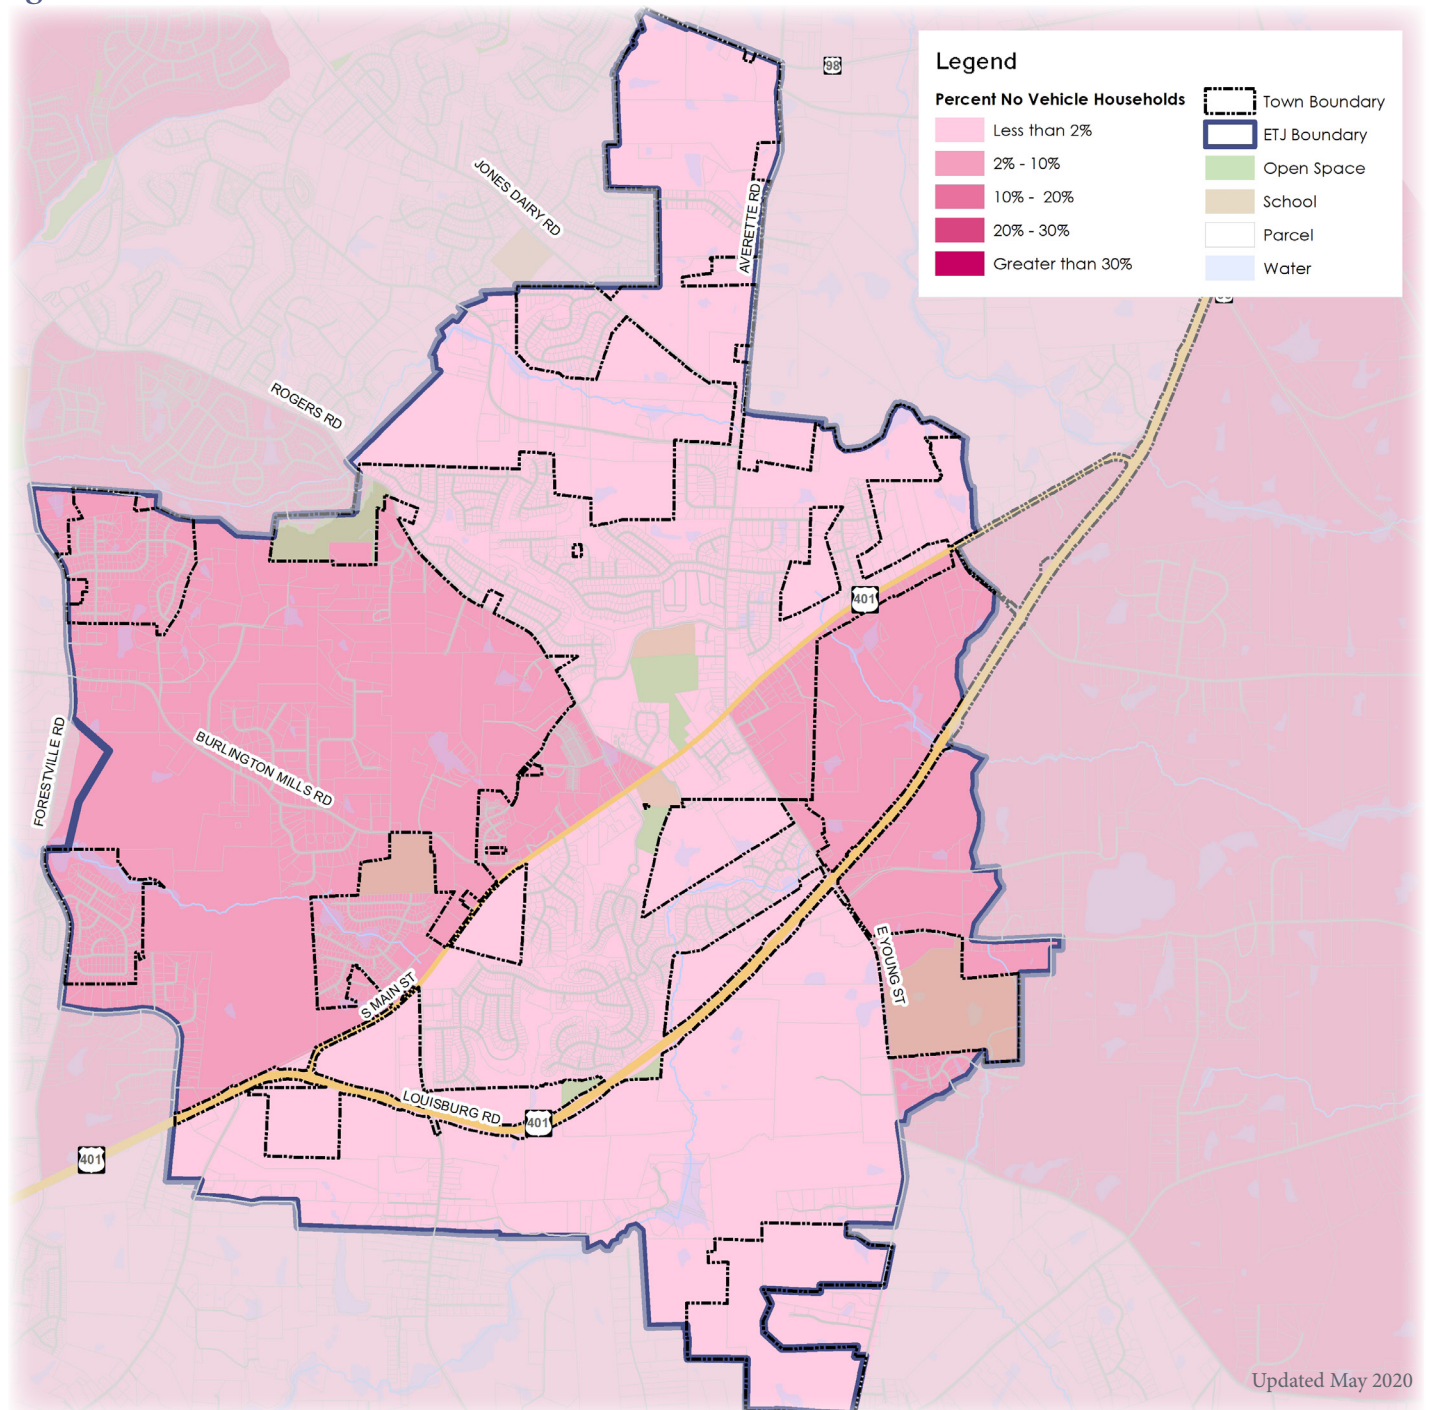 98
Legend
Percent No Vehicle Households
Less than 2%
2% - 10%
10% - 20%
20% - 30%
Greater than 30%
Town Boundary
ETJ Boundary
Open Space
School
Parcel
Water
JONES DAIRY RD
AVERETTE RD
ROGERS RD
401
FORESTVILLE RD
BURLINGTON MILLS RD
E YOUNG ST
S MAIN ST
LOUISBURG RD
401
401
Updated May 2020